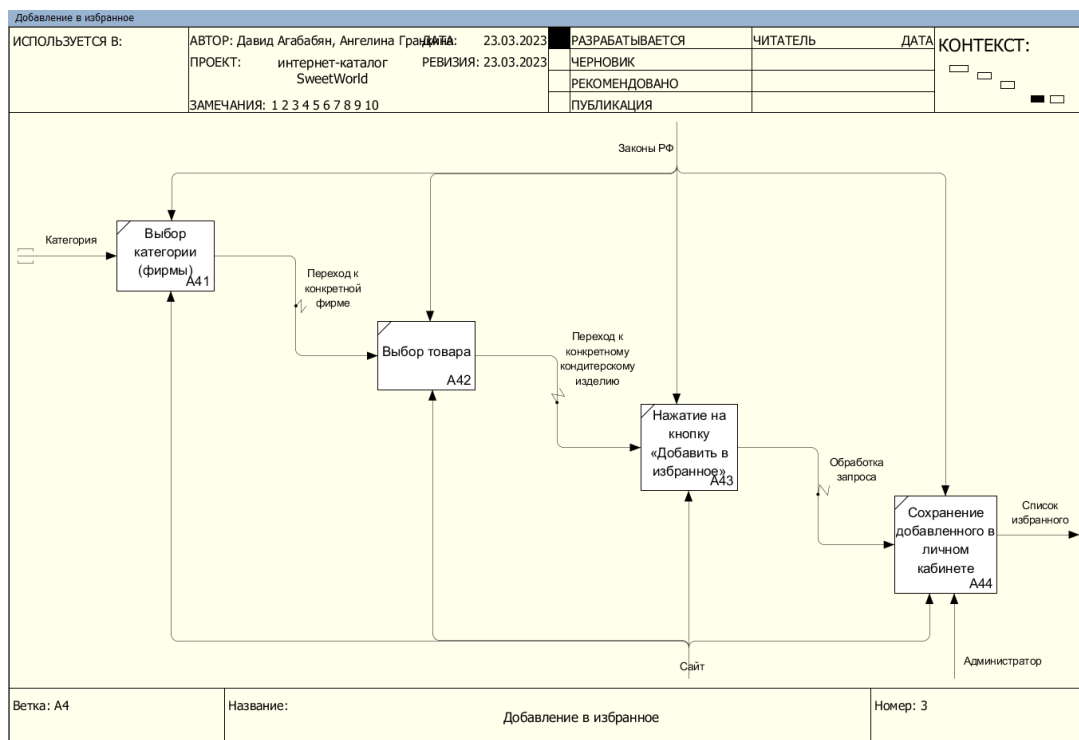 Добавление в избранное
ИСПОЛЬЗУЕТСЯ В:
АВТОР: Давид Агабабян, Ангелина
ДАТА: 23.03.2023
ПРОЕКТ: интернет-каталог
SweetWorld
РЕВИЗИЯ: 23.03.2023
ЗАМЕЧАНИЯ: 1 2 3 4 5 6 7 8 9 10
РАЗРАБАТЫВАЕТСЯ
ЧЕРНОВИК
РЕКОМЕНДОВАНО
ПУБЛИКАЦИЯ
ЧИТАТЕЛЬ ДАТА
КОНТЕКСТ:
Законы РФ
Категория
Выбор
категории
(фирмы)
A41
Переход к
конкретной
фирме
Выбор товара
A42
Переход к
конкретному
кондитерскому
изделию
Нажатие на
кнопку
«Добавить в
избранное»
A43
Обработка
запроса
Сохранение
добавленного в
личном
кабинете
A44
Список
избранного
Сайт
Администратор
Ветка: A4
Название:
Добавление в избранное
Номер: 3